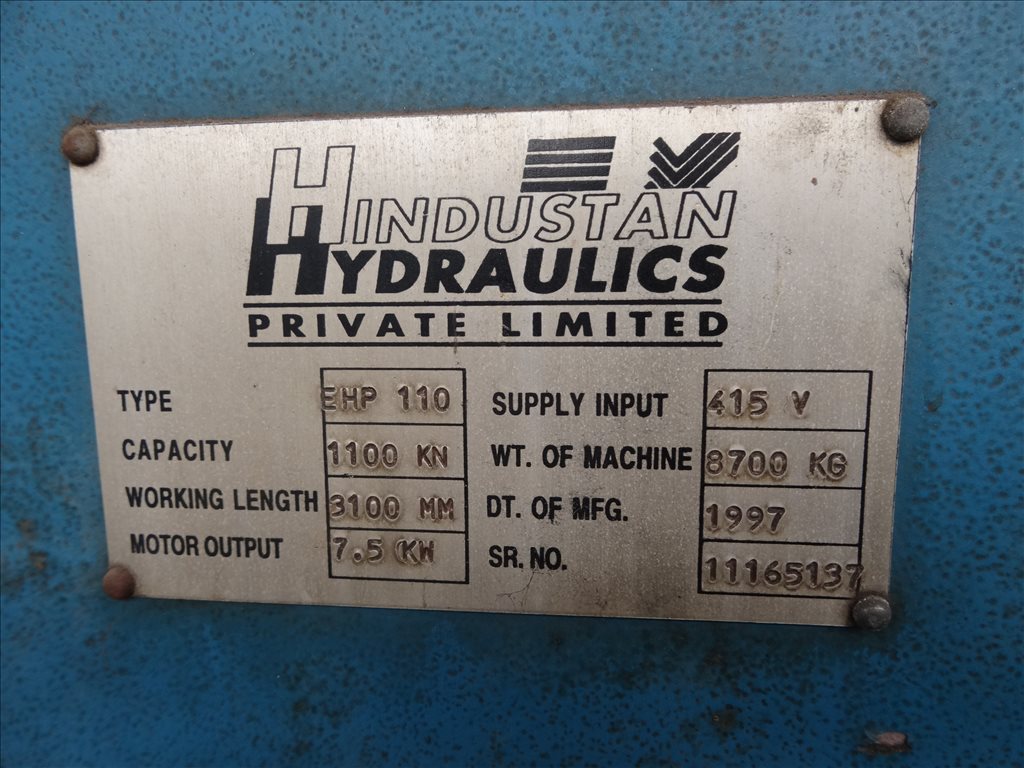 HINDUSTAN
HYDRAULICS
PRIVATE LIMITED
TYPE EHP 110 SUPPLY INPUT 415 V
CAPACITY 1100 KN WT. OF MACHINE 8700 KG
WORKING LENGTH 3100 MM DT. OF MFG. 1997
MOTOR OUTPUT 7.5 KW SR. NO. 11165137